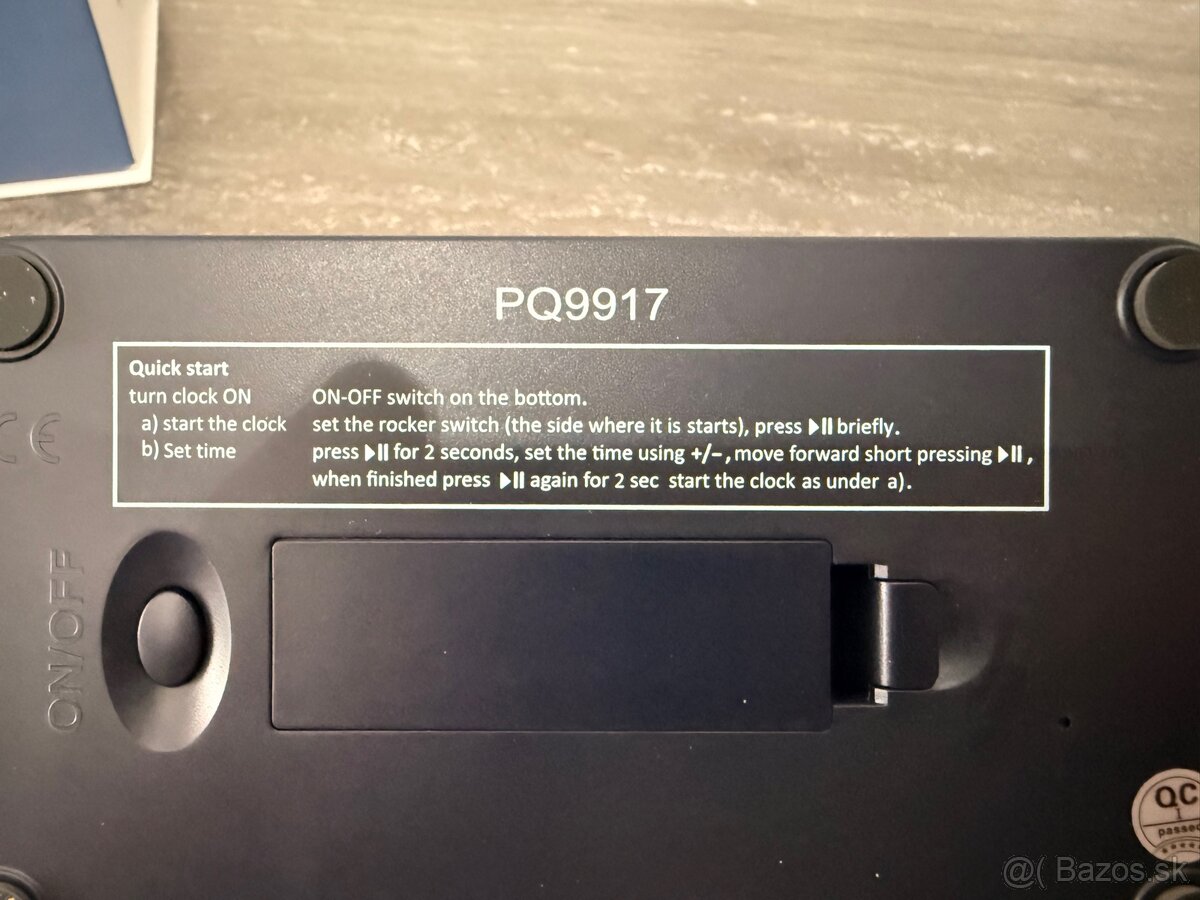 PQ9917
Quick start
turn clock ON ON-OFF switch on the bottom.
a) start the clock set the rocker switch (the side where it is starts), press ▶II briefly.
b) Set time press ▶II for 2 seconds, set the time using +/–, move forward short pressing ▶II,
when finished press ▶II again for 2 sec start the clock as under a).
CE
ON/OFF
QC
1
passed
@( Bazos.sk